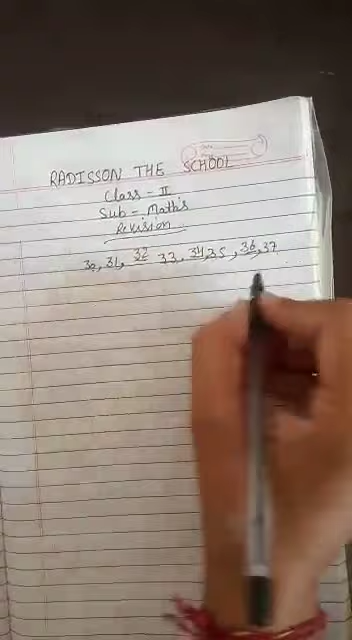 RADISSON THE SCHOOL
Class - II
Sub - Math's
Revision
30, 31, 32 33, 34, 35, 36, 37